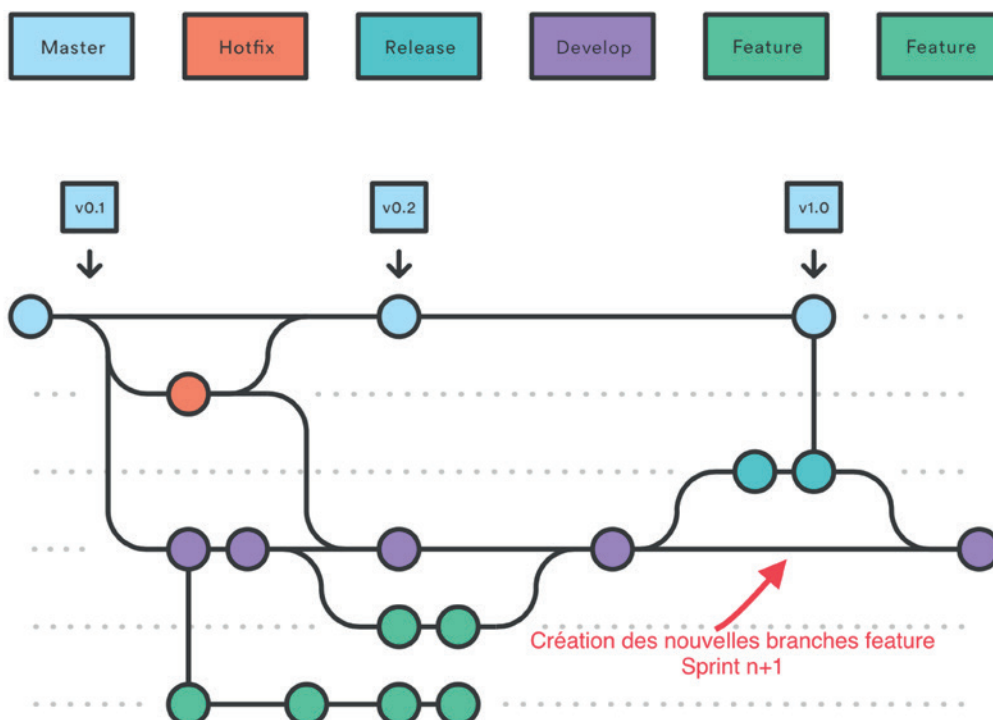 Master
Hotfix
Release
Develop
Feature
Feature
v0.1
v0.2
v1.0
Création des nouvelles branches feature
Sprint n+1